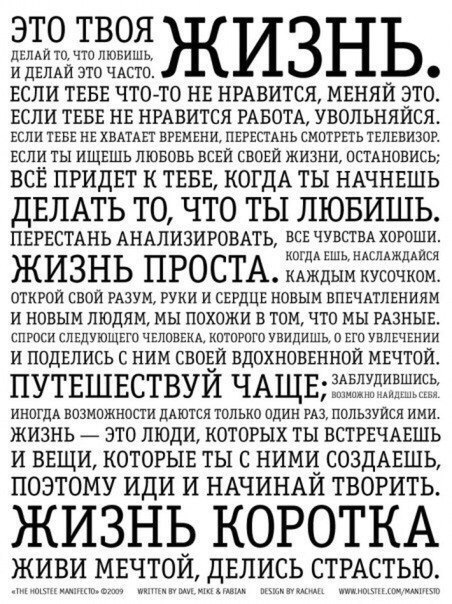 ЭТО ТВОЯ ЖИЗНЬ.
ДЕЛАЙ ТО, ЧТО ЛЮБИШЬ,
И ДЕЛАЙ ЭТО ЧАСТО.
ЕСЛИ ТЕБЕ ЧТО-ТО НЕ НРАВИТСЯ, МЕНЯЙ ЭТО.
ЕСЛИ ТЕБЕ НЕ НРАВИТСЯ РАБОТА, УВОЛЬНЯЙСЯ.
ЕСЛИ ТЕБЕ НЕ ХВАТАЕТ ВРЕМЕНИ, ПЕРЕСТАНЬ СМОТРЕТЬ ТЕЛЕВИЗОР.
ЕСЛИ ТЫ ИЩЕШЬ ЛЮБОВЬ ВСЕЙ СВОЕЙ ЖИЗНИ, ОСТАНОВИСЬ;
ВСЁ ПРИДЕТ К ТЕБЕ, КОГДА ТЫ НАЧНЕШЬ
ДЕЛАТЬ ТО, ЧТО ТЫ ЛЮБИШЬ.
ПЕРЕСТАНЬ АНАЛИЗИРОВАТЬ, ВСЕ ЧУВСТВА ХОРОШИ.
ЖИЗНЬ ПРОСТА. КОГДА ЕШЬ, НАСЛАЖДАЙСЯ
КАЖДЫМ КУСОЧКОМ.
ОТКРОЙ СВОЙ РАЗУМ, РУКИ И СЕРДЦЕ НОВЫМ ВПЕЧАТЛЕНИЯМ
И НОВЫМ ЛЮДЯМ, МЫ ПОХОЖИ В ТОМ, ЧТО МЫ РАЗНЫЕ.
СПРОСИ СЛЕДУЮЩЕГО ЧЕЛОВЕКА, КОТОРОГО УВИДИШЬ, О ЕГО УВЛЕЧЕНИИ
И ПОДЕЛИСЬ С НИМ СВОЕЙ ВДОХНОВЕННОЙ МЕЧТОЙ.
ПУТЕШЕСТВУЙ ЧАЩЕ; ЗАБЛУДИВШИСЬ,
ВОЗМОЖНО НАЙДЕШЬ СЕБЯ.
ИНОГДА ВОЗМОЖНОСТИ ДАЮТСЯ ТОЛЬКО ОДИН РАЗ, ПОЛЬЗУЙСЯ ИМИ.
ЖИЗНЬ — ЭТО ЛЮДИ, КОТОРЫХ ТЫ ВСТРЕЧАЕШЬ
И ВЕЩИ, КОТОРЫЕ ТЫ С НИМИ СОЗДАЕШЬ,
ПОЭТОМУ ИДИ И НАЧИНАЙ ТВОРИТЬ.
ЖИЗНЬ КОРОТКА
ЖИВИ МЕЧТОЙ, ДЕЛИСЬ СТРАСТЬЮ.
«THE HOLSTEE MANIFECTO» ©2009 WRITTEN BY DAVE, MIKE & FABIAN DESIGN BY RACHAEL WWW.HOLSTEE.COM/MANIFESTO